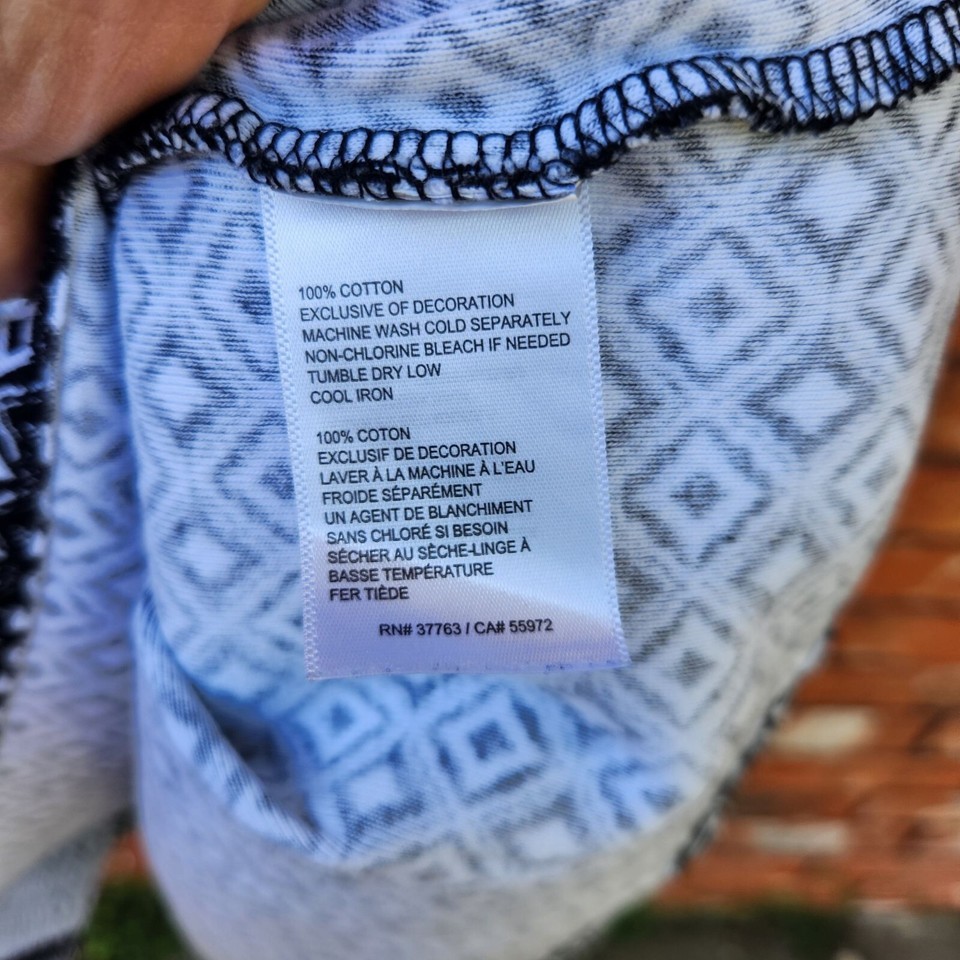 100% COTTON
EXCLUSIVE OF DECORATION
MACHINE WASH COLD SEPARATELY
NON-CHLORINE BLEACH IF NEEDED
TUMBLE DRY LOW
COOL IRON
100% COTON
EXCLUSIF DE DECORATION
LAVER À LA MACHINE À L'EAU
FROIDE SÉPARÉMENT
UN AGENT DE BLANCHIMENT
SANS CHLORÉ SI BESOIN
SÉCHER AU SÈCHE-LINGE À
BASSE TEMPÉRATURE
FER TIÈDE
RN# 37763 / CA# 55972